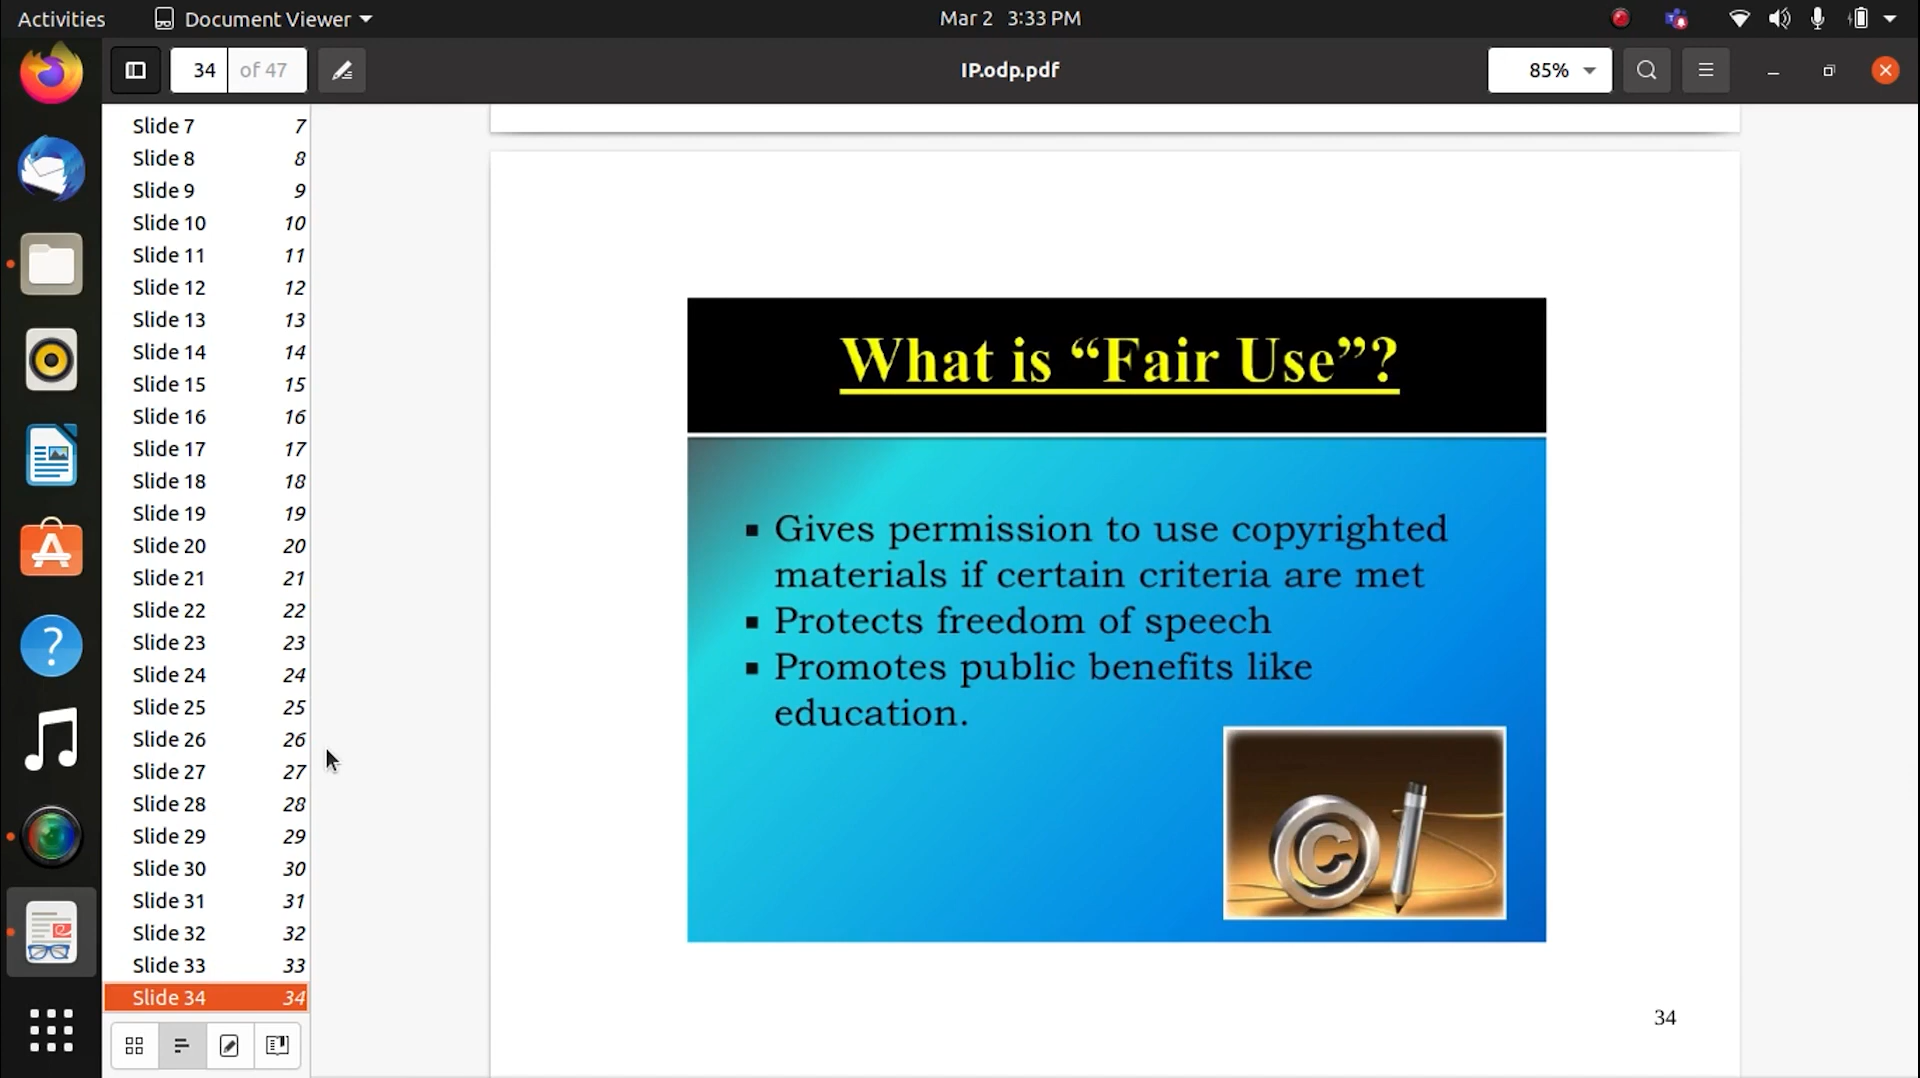 Activities
Document Viewer
Mar 2 3:33 PM
34 of 47
IP.odp.pdf
85%
Slide 7 7
Slide 8 8
Slide 9 9
Slide 10 10
Slide 11 11
Slide 12 12
Slide 13 13
Slide 14 14
Slide 15 15
Slide 16 16
Slide 17 17
Slide 18 18
Slide 19 19
Slide 20 20
Slide 21 21
Slide 22 22
Slide 23 23
Slide 24 24
Slide 25 25
Slide 26 26
Slide 27 27
Slide 28 28
Slide 29 29
Slide 30 30
Slide 31 31
Slide 32 32
Slide 33 33
Slide 34 34
What is “Fair Use”?
▪ Gives permission to use copyrighted
materials if certain criteria are met
▪ Protects freedom of speech
▪ Promotes public benefits like
education.
©
34